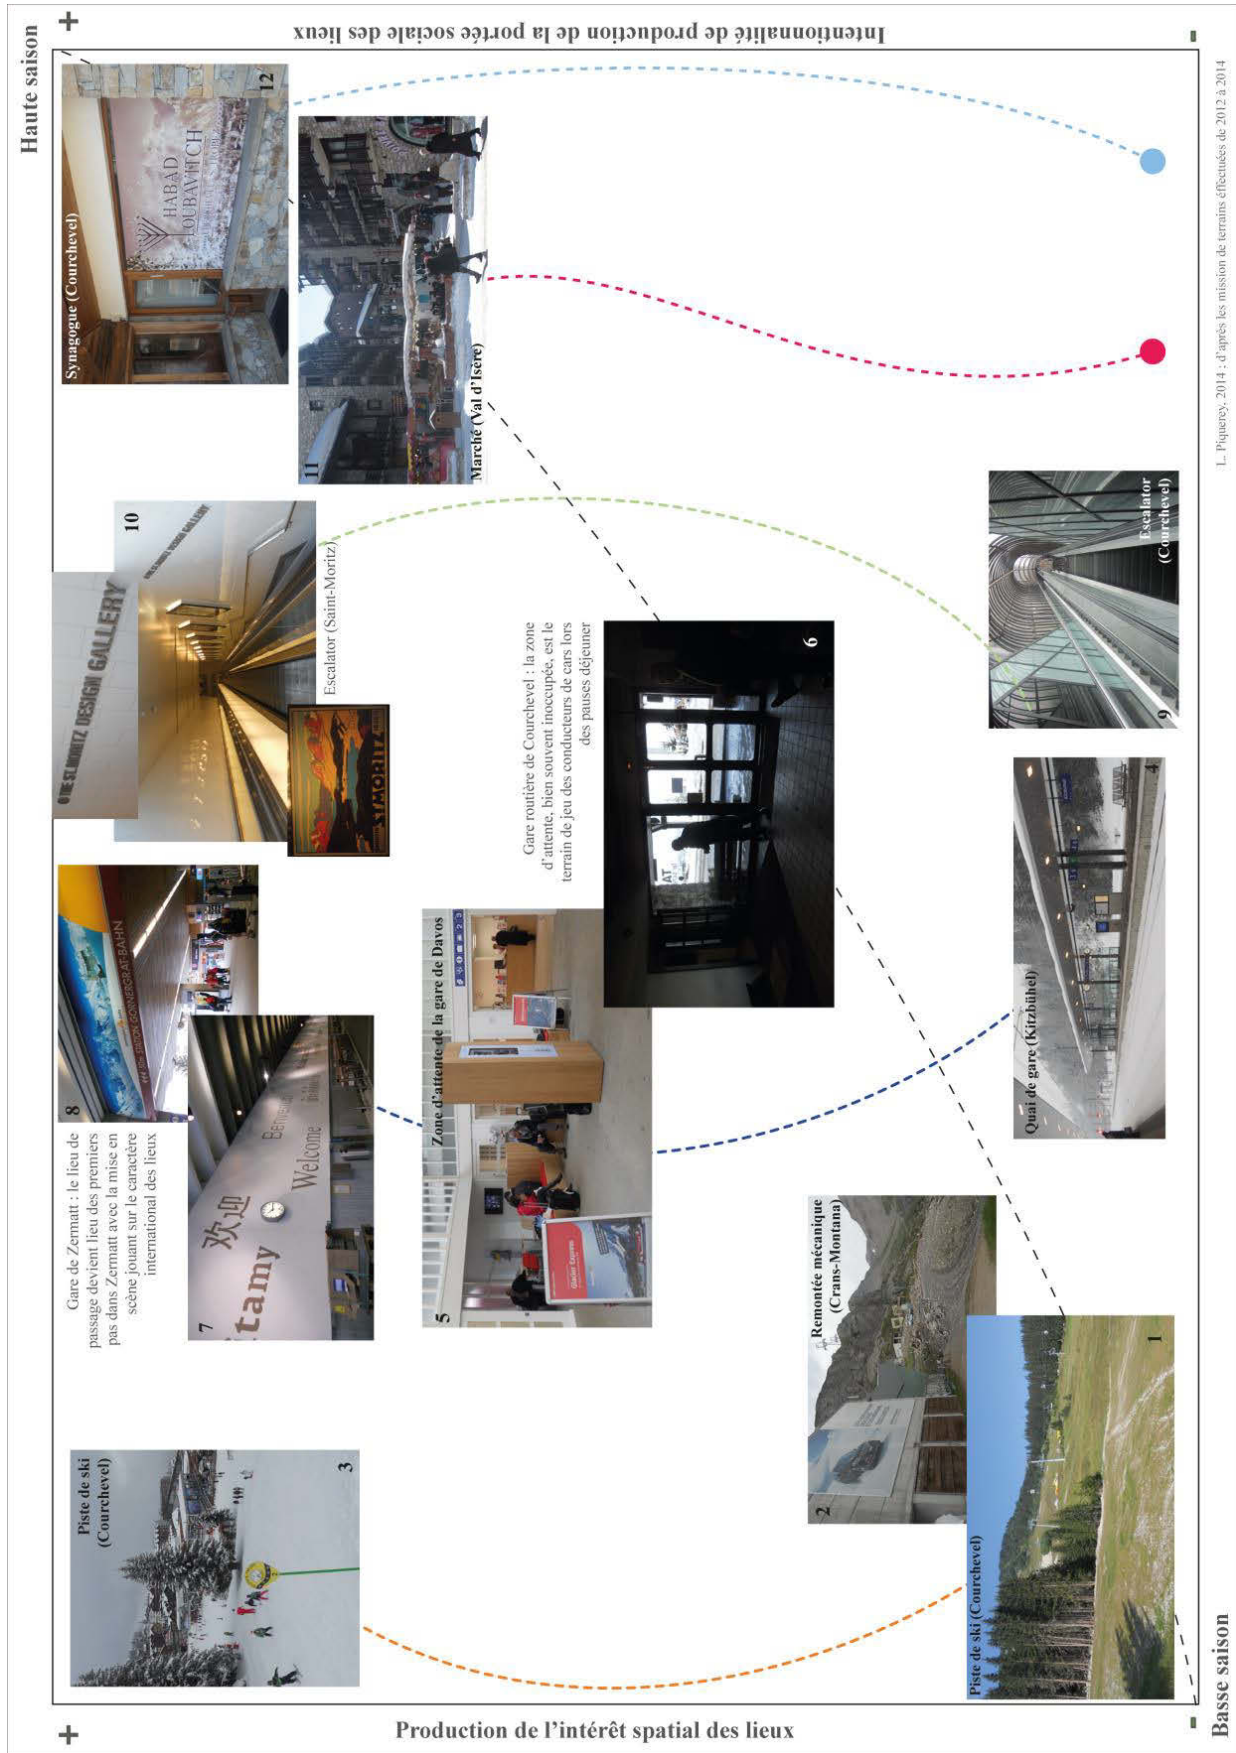 Haute saison
+
Intentionnalité de production de la portée sociale des lieux
-
Synagogue (Courchevel)
HABAD
LOUBAVITCH
12
11
Marché (Val d'Isère)
THE ST. MORITZ DESIGN GALLERY
10
Escalator (Saint-Moritz)
ST MORITZ
8
GORNERGRAT-BAHN
Gare de Zermatt : le lieu de
passage devient lieu des premiers
pas dans Zermatt avec la mise en
scène jouant sur le caractère
international des lieux
7
欢迎
Welcome
Zone d'attente de la gare de Davos
5
Gare routière de Courchevel : la zone
d'attente, bien souvent inoccupée, est le
terrain de jeu des conducteurs de cars lors
des pauses déjeuner
6
Escalator
(Courchevel)
9
Quai de gare (Kitzbühel)
4
Piste de ski
(Courchevel)
3
Remontée mécanique
(Crans-Montana)
2
Piste de ski (Courchevel)
1
+
Production de l'intérêt spatial des lieux
-
Basse saison
L. Piquerey, 2014 ; d'après les mission de terrains éffectuées de 2012 à 2014